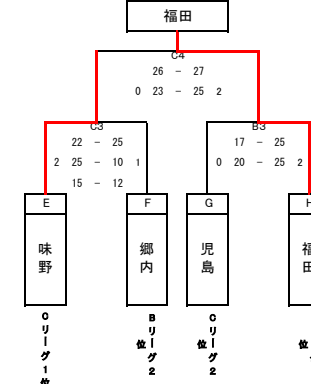 福田
C4
26 － 27
0 23 － 25 2
C3
22 － 25
2 25 － 10 1
15 － 12
B3
17 － 25
0 20 － 25 2
E
F
G
H
味野
郷内
児島
福田
Cリーグ1位
Bリーグ2位
Cリーグ2位
位